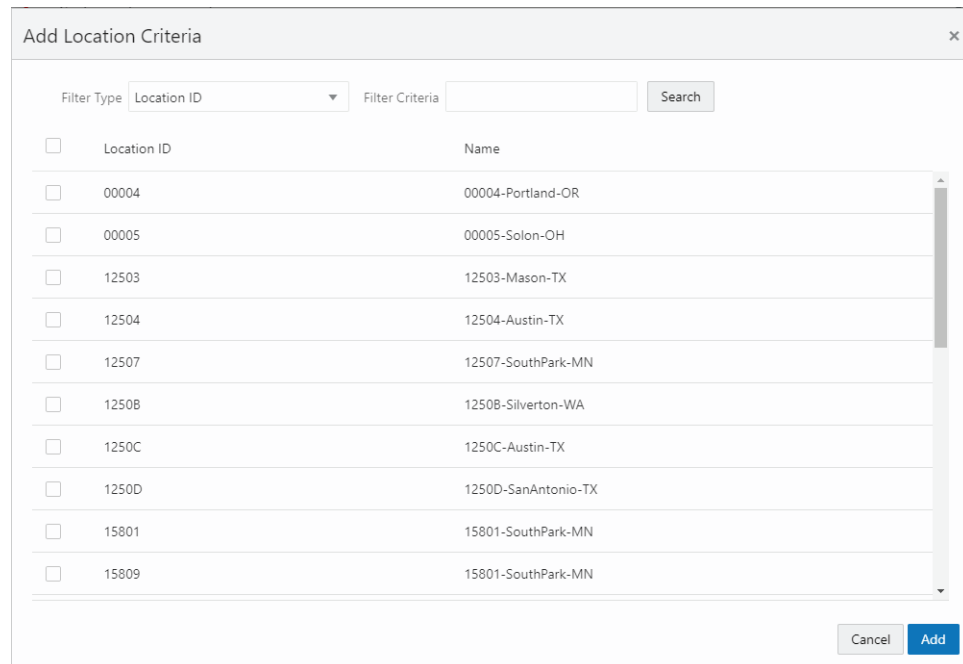 Add Location Criteria ×
Filter Type Location ID Filter Criteria Search
Location ID Name
00004 00004-Portland-OR
00005 00005-Solon-OH
12503 12503-Mason-TX
12504 12504-Austin-TX
12507 12507-SouthPark-MN
1250B 1250B-Silverton-WA
1250C 1250C-Austin-TX
1250D 1250D-SanAntonio-TX
15801 15801-SouthPark-MN
15809 15801-SouthPark-MN
Cancel Add